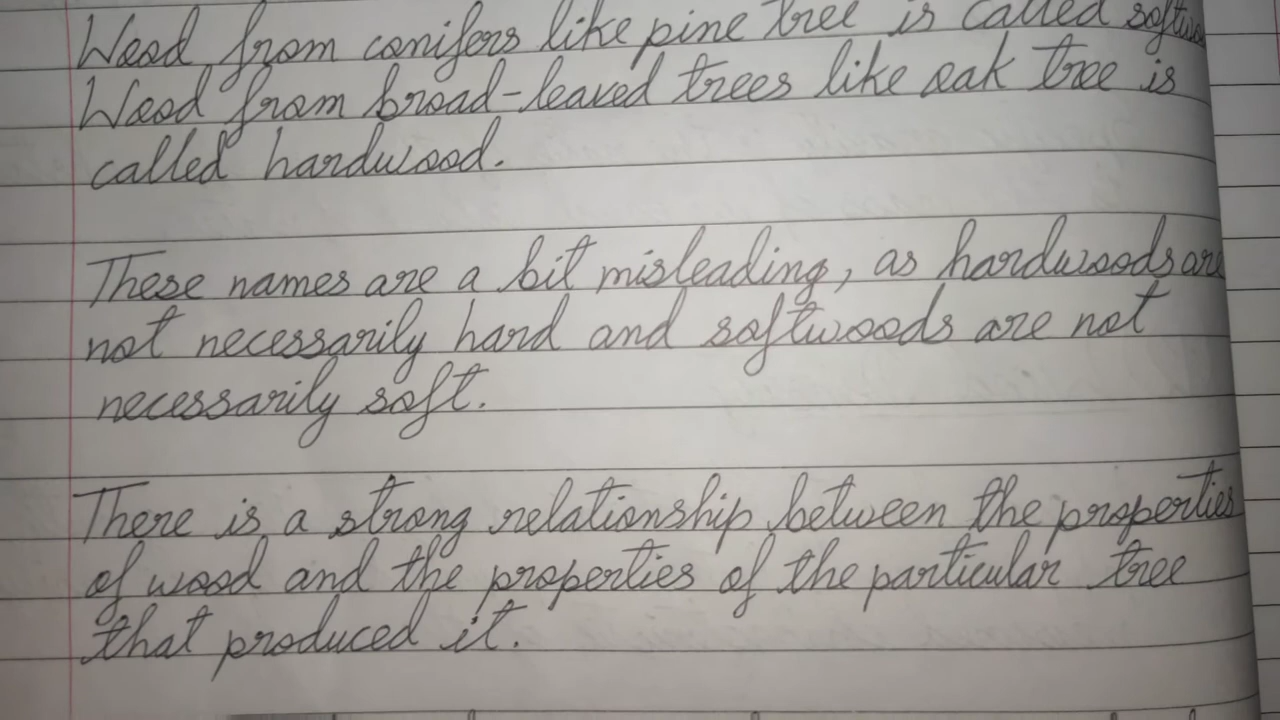 Wood from conifers like pine tree is called softwoo
Wood from broad-leaved trees like oak tree is
called hardwood.
These names are a bit misleading, as hardwoods are
not necessarily hard and softwoods are not
necessarily soft.
There is a strong relationship between the properties
of wood and the properties of the particular tree
that produced it.